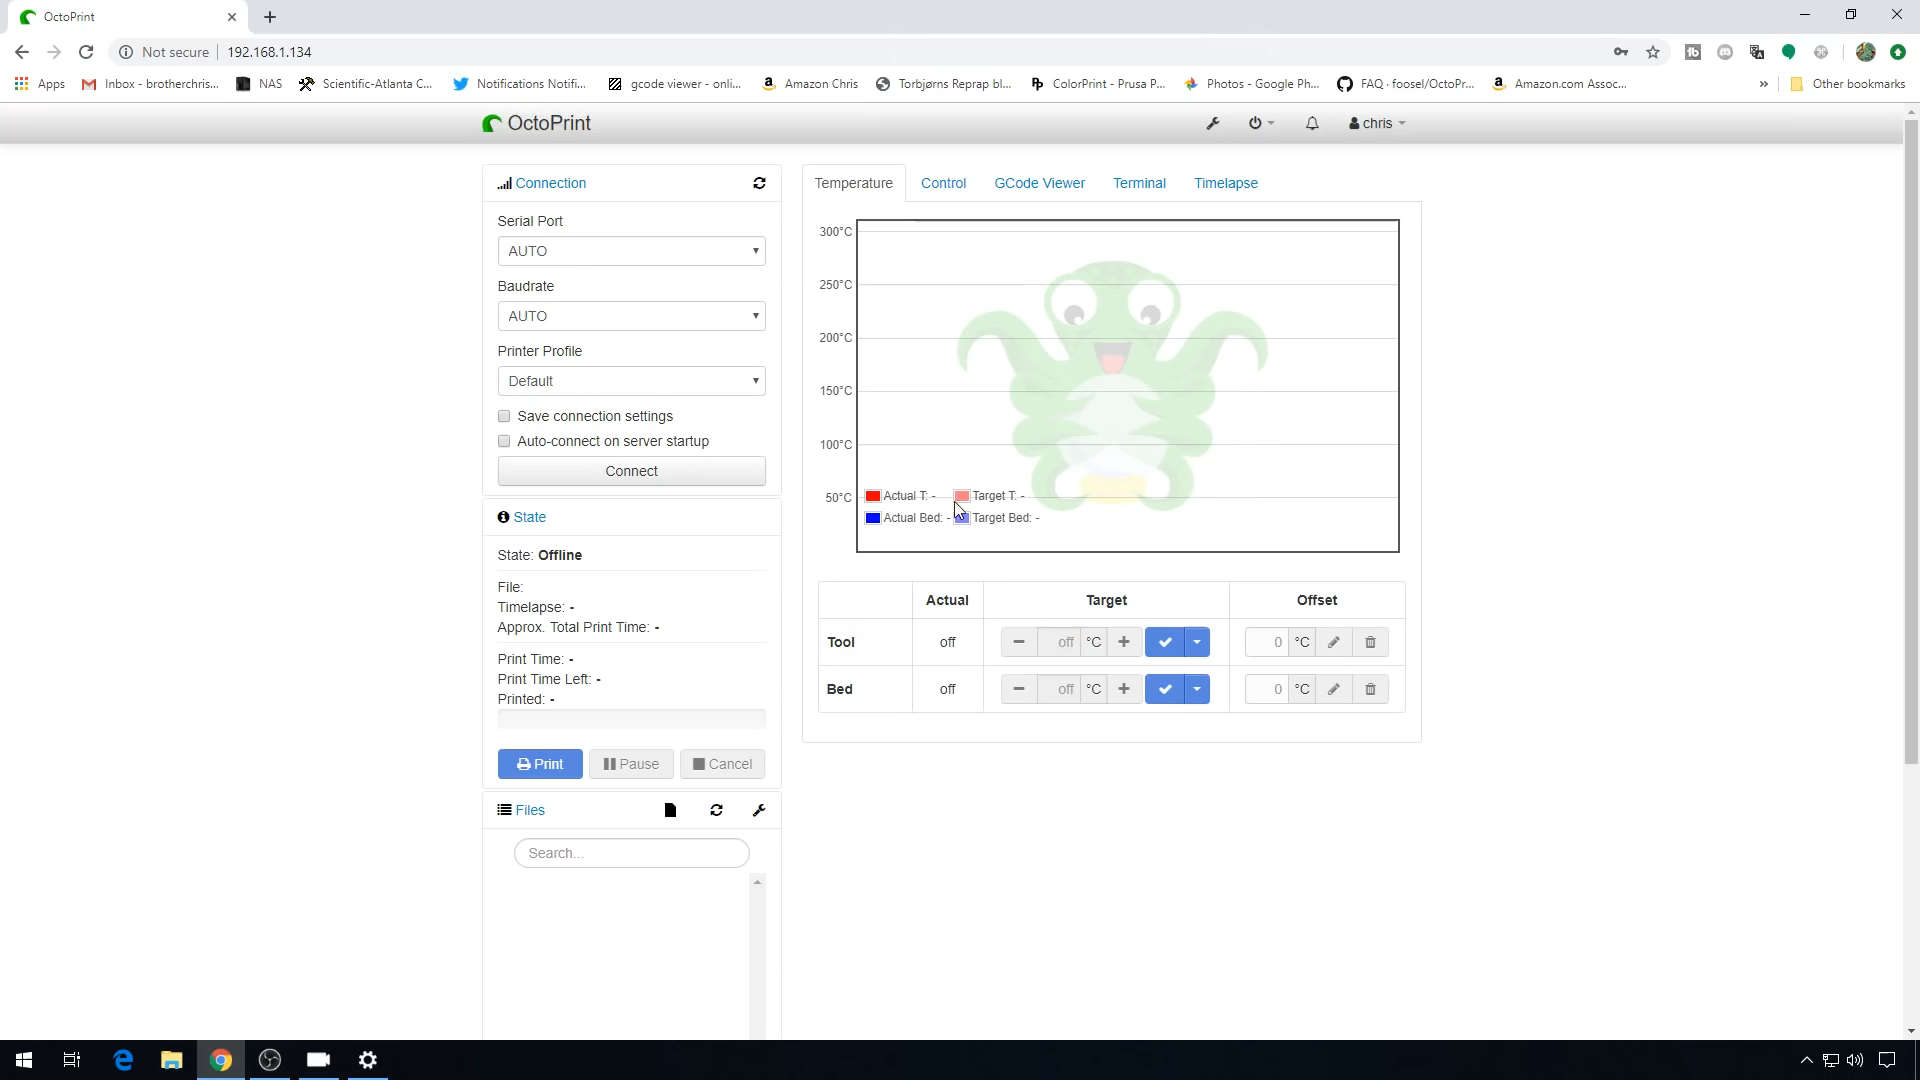 OctoPrint
Not secure
192.168.1.134
Apps
Inbox - brotherchris...
NAS
Scientific-Atlanta C...
Notifications Notifi...
gcode viewer - onli...
Amazon Chris
Torbjørns Reprap bl...
ColorPrint - Prusa P...
Photos - Google Ph...
FAQ · foosel/OctoPr...
Amazon.com Assoc...
»
Other bookmarks
OctoPrint
chris
Connection
Serial Port
AUTO
Baudrate
AUTO
Printer Profile
Default
Save connection settings
Auto-connect on server startup
Connect
State
State: Offline
File:
Timelapse: -
Approx. Total Print Time: -
Print Time: -
Print Time Left: -
Printed: -
Print
Pause
Cancel
Files
Search...
Temperature
Control
GCode Viewer
Terminal
Timelapse
300°C
250°C
200°C
150°C
100°C
50°C
Actual T: -
Target T: -
Actual Bed: -
Target Bed: -
Actual
Target
Offset
Tool
off
off °C
0 °C
Bed
off
off °C
0 °C